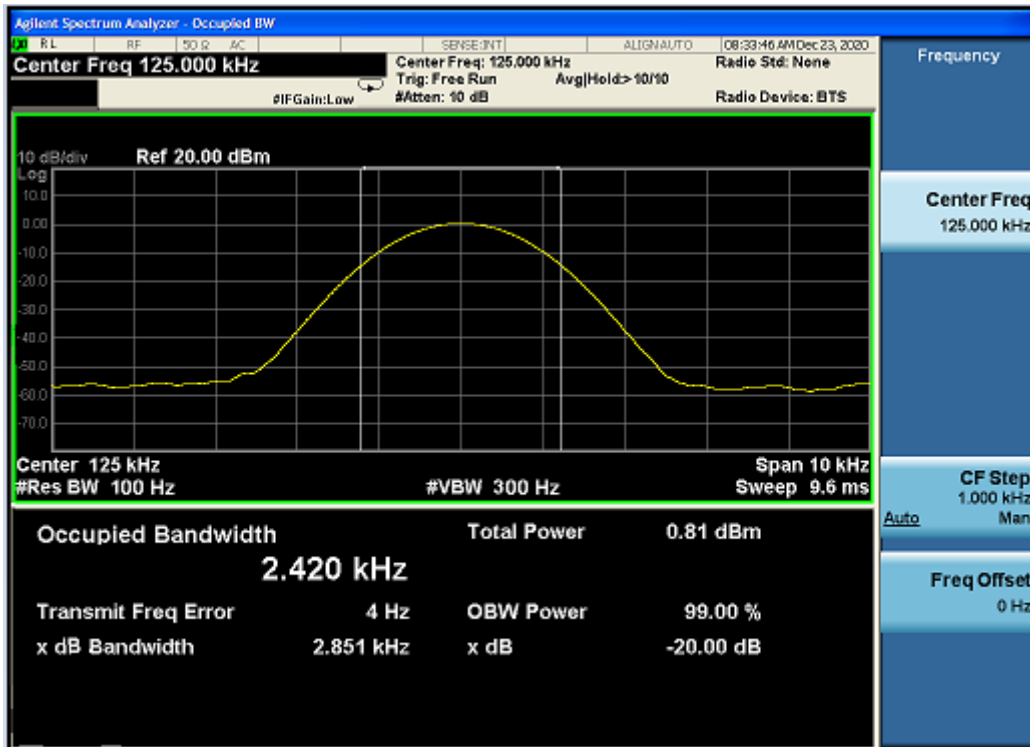 Agilent Spectrum Analyzer - Occupied BW
RL RF 50 Ω AC SENSE:INT ALIGNAUTO 08:33:46 AM Dec 23, 2020
Center Freq 125.000 kHz
Center Freq: 125.000 kHz
Radio Std: None
Trig: Free Run Avg|Hold:>10/10
#IFGain:Low
#Atten: 10 dB
Radio Device: BTS
10 dB/div Ref 20.00 dBm
Log
10.0
0.00
-10.0
-20.0
-30.0
-40.0
-50.0
-60.0
-70.0
Center 125 kHz Span 10 kHz
#Res BW 100 Hz #VBW 300 Hz Sweep 9.6 ms
Occupied Bandwidth
2.420 kHz
Total Power 0.81 dBm
Transmit Freq Error 4 Hz OBW Power 99.00 %
x dB Bandwidth 2.851 kHz x dB -20.00 dB
Frequency
Center Freq
125.000 kHz
CF Step
1.000 kHz
Auto Man
Freq Offset
0 Hz